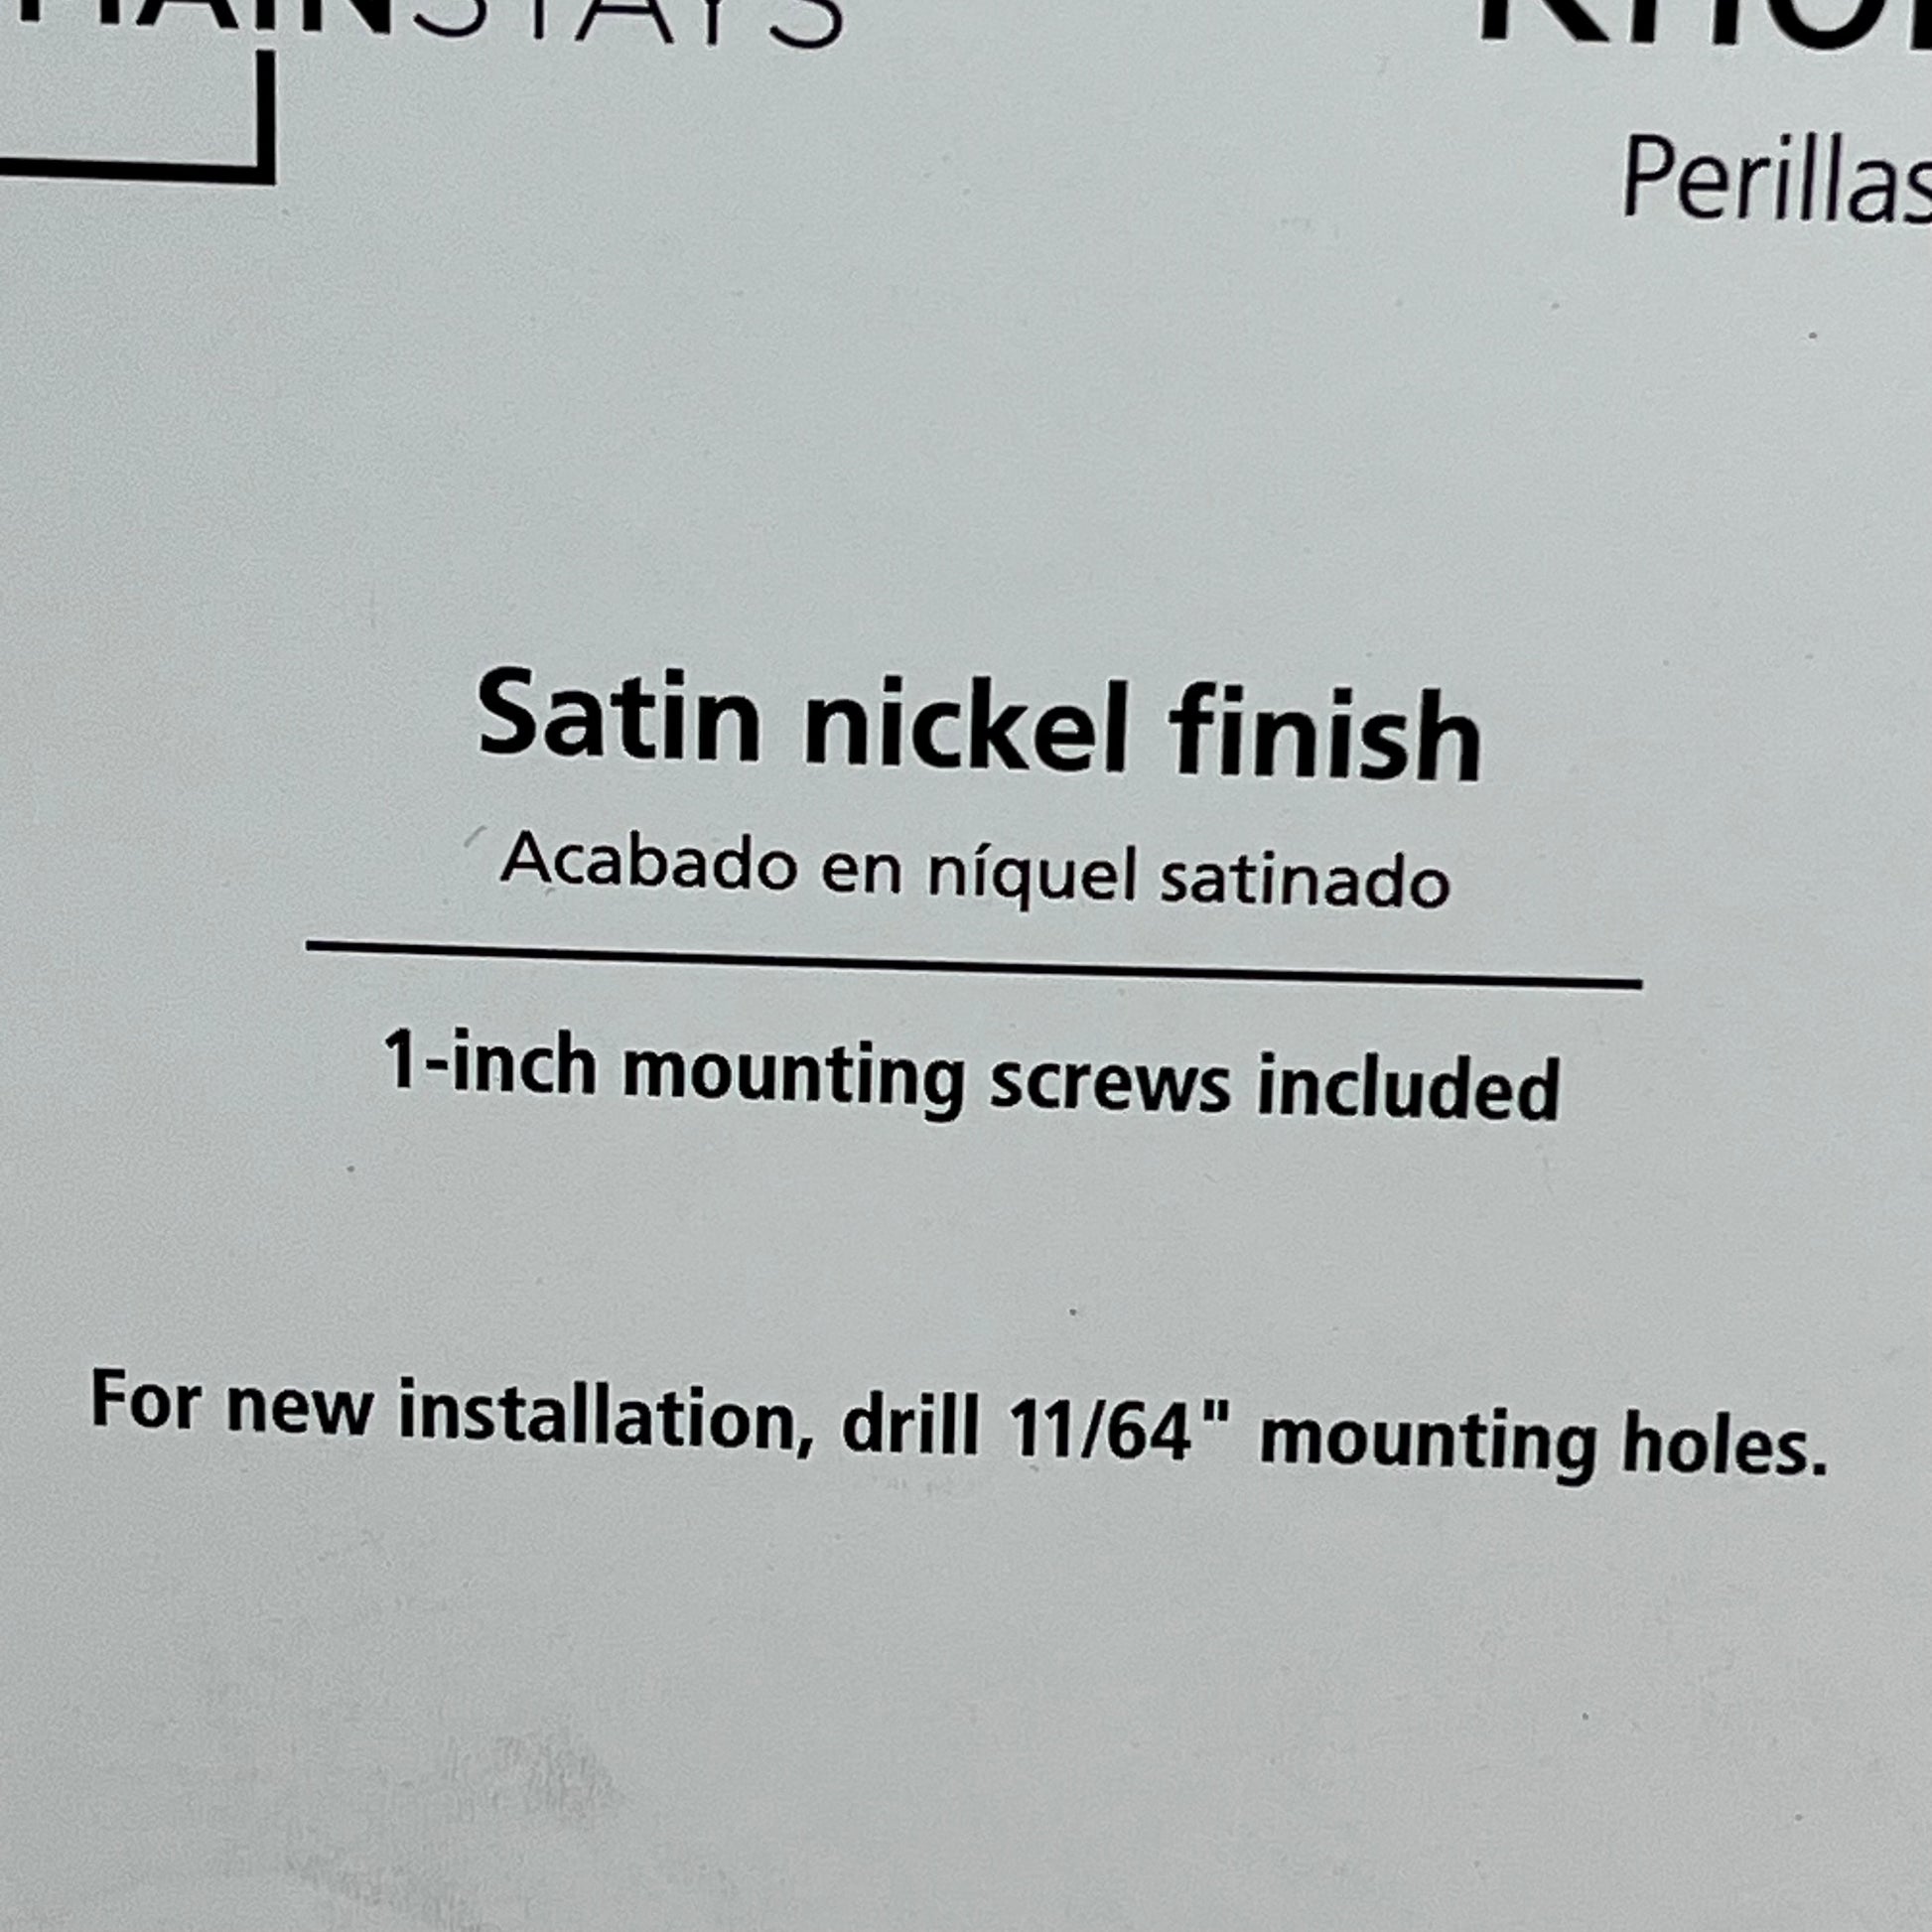 MAINSTAYS
Perillas
Satin nickel finish
Acabado en níquel satinado
1-inch mounting screws included
For new installation, drill 11/64" mounting holes.